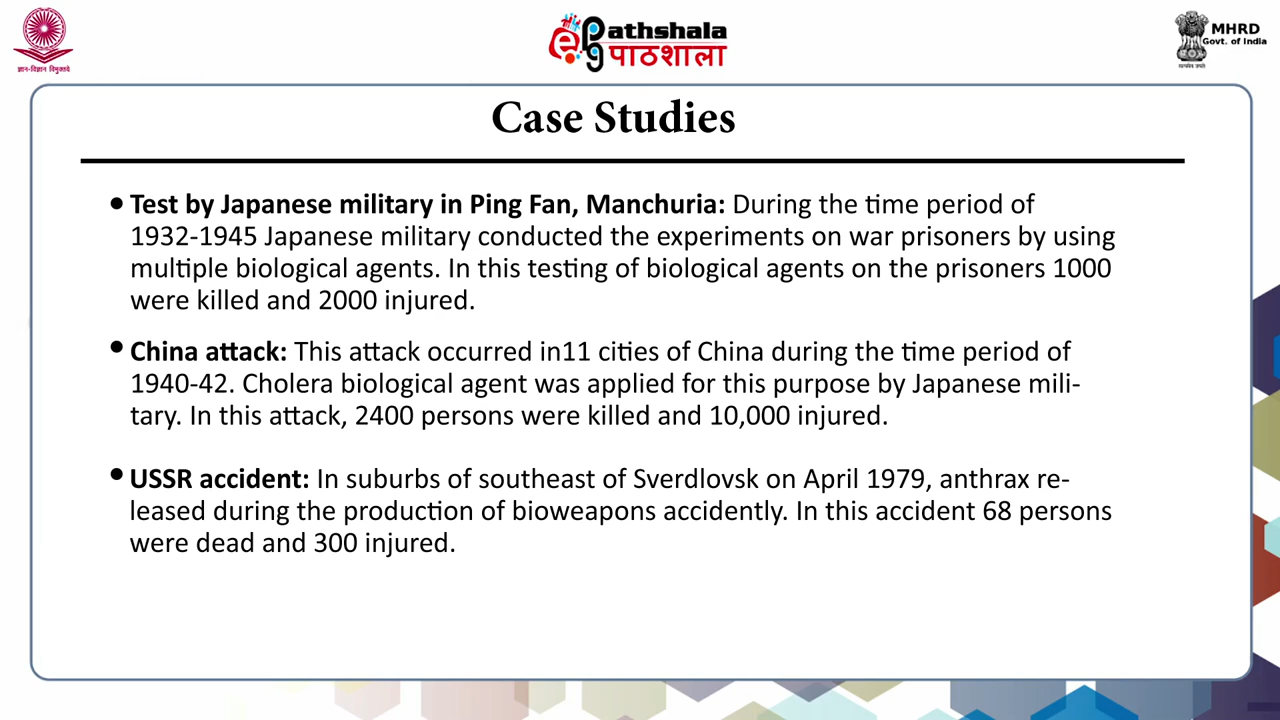 ज्ञान-विज्ञान विमुक्तये
epg Pathshala
पाठशाला
MHRD
Govt. of India
सत्यमेव जयते
Case Studies
• Test by Japanese military in Ping Fan, Manchuria: During the time period of
1932-1945 Japanese military conducted the experiments on war prisoners by using
multiple biological agents. In this testing of biological agents on the prisoners 1000
were killed and 2000 injured.
• China attack: This attack occurred in11 cities of China during the time period of
1940-42. Cholera biological agent was applied for this purpose by Japanese mili-
tary. In this attack, 2400 persons were killed and 10,000 injured.
• USSR accident: In suburbs of southeast of Sverdlovsk on April 1979, anthrax re-
leased during the production of bioweapons accidently. In this accident 68 persons
were dead and 300 injured.